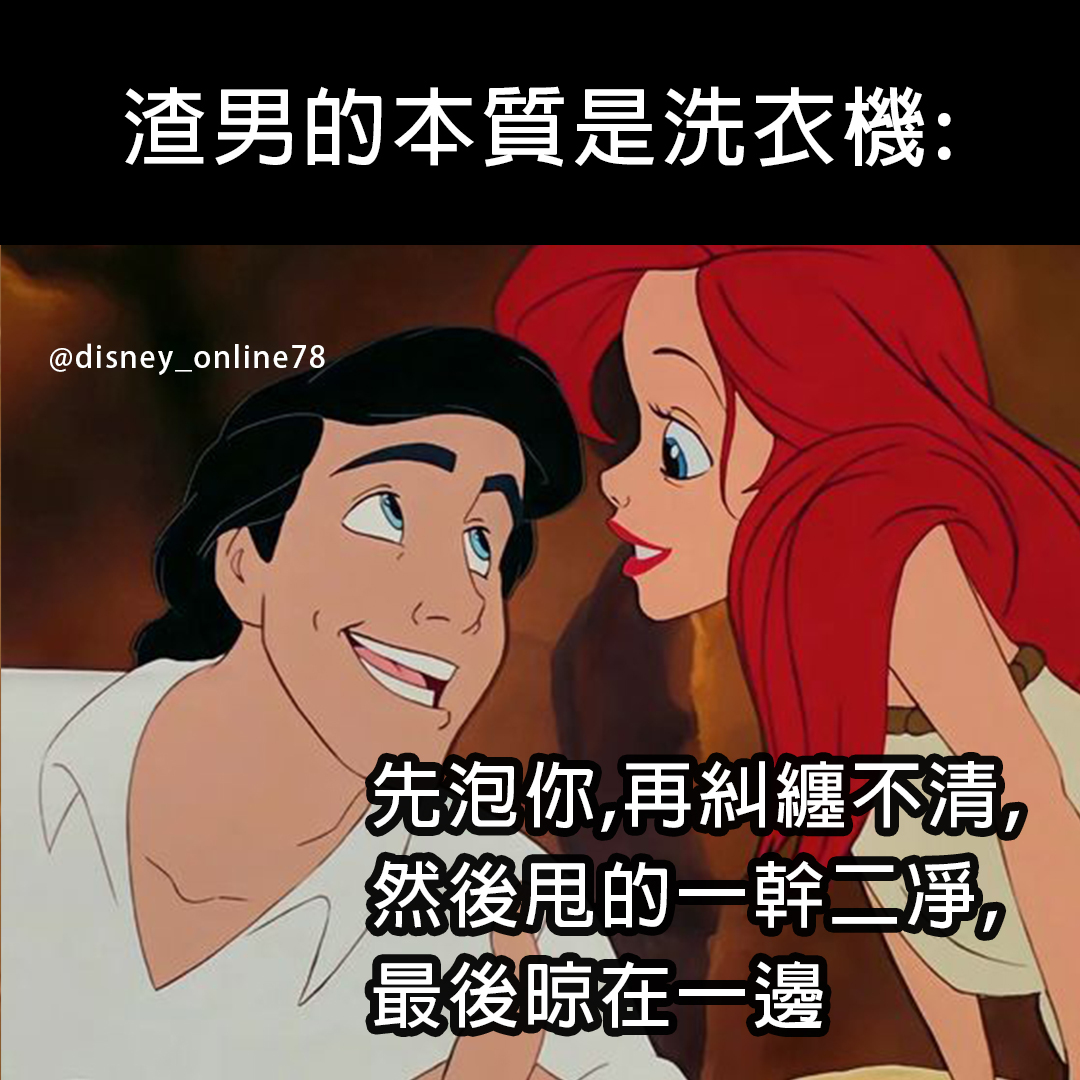 渣男的本質是洗衣機:
@disney_online78
先泡你,再糾纏不清,
然後甩的一幹二凈,
最後晾在一邊